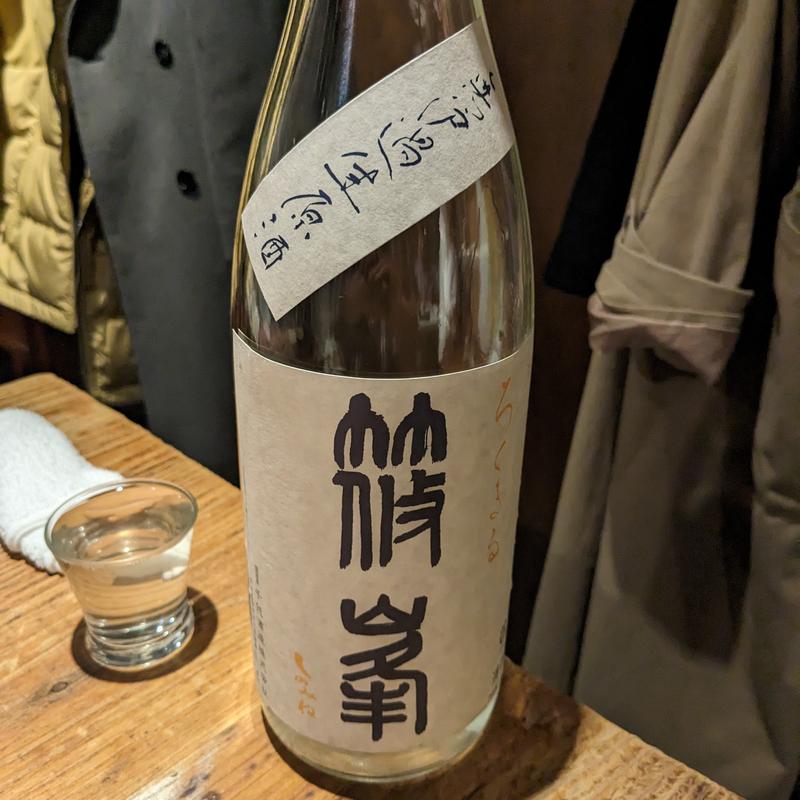 無濾過生原酒
ろくまる
篠峯
しのみね